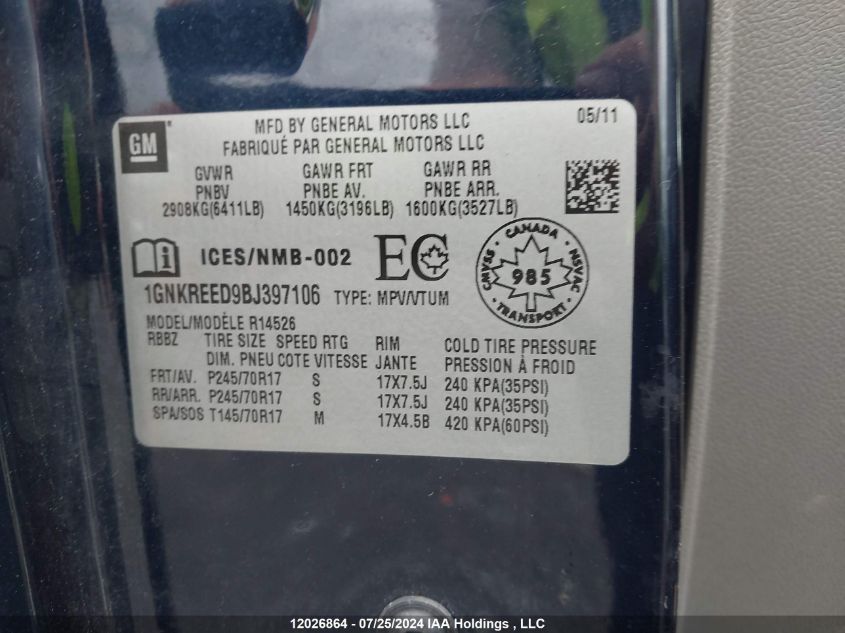 GM
MFD BY GENERAL MOTORS LLC 05/11
FABRIQUÉ PAR GENERAL MOTORS LLC
GVWR GAWR FRT GAWR RR
PNBV PNBE AV. PNBE ARR.
2908KG(6411LB) 1450KG(3196LB) 1600KG(3527LB)
i ICES/NMB-002 EC
CANADA
CMVSS 985 NSVAC
TRANSPORT
1GNKREED9BJ397106 TYPE: MPV/VTUM
MODEL/MODÈLE R14526
RBBZ TIRE SIZE SPEED RTG RIM COLD TIRE PRESSURE
DIM. PNEU COTE VITESSE JANTE PRESSION À FROID
FRT/AV. P245/70R17 S 17X7.5J 240 KPA(35PSI)
RR/ARR. P245/70R17 S 17X7.5J 240 KPA(35PSI)
SPA/SOS T145/70R17 M 17X4.5B 420 KPA(60PSI)
12026864 - 07/25/2024 IAA Holdings , LLC